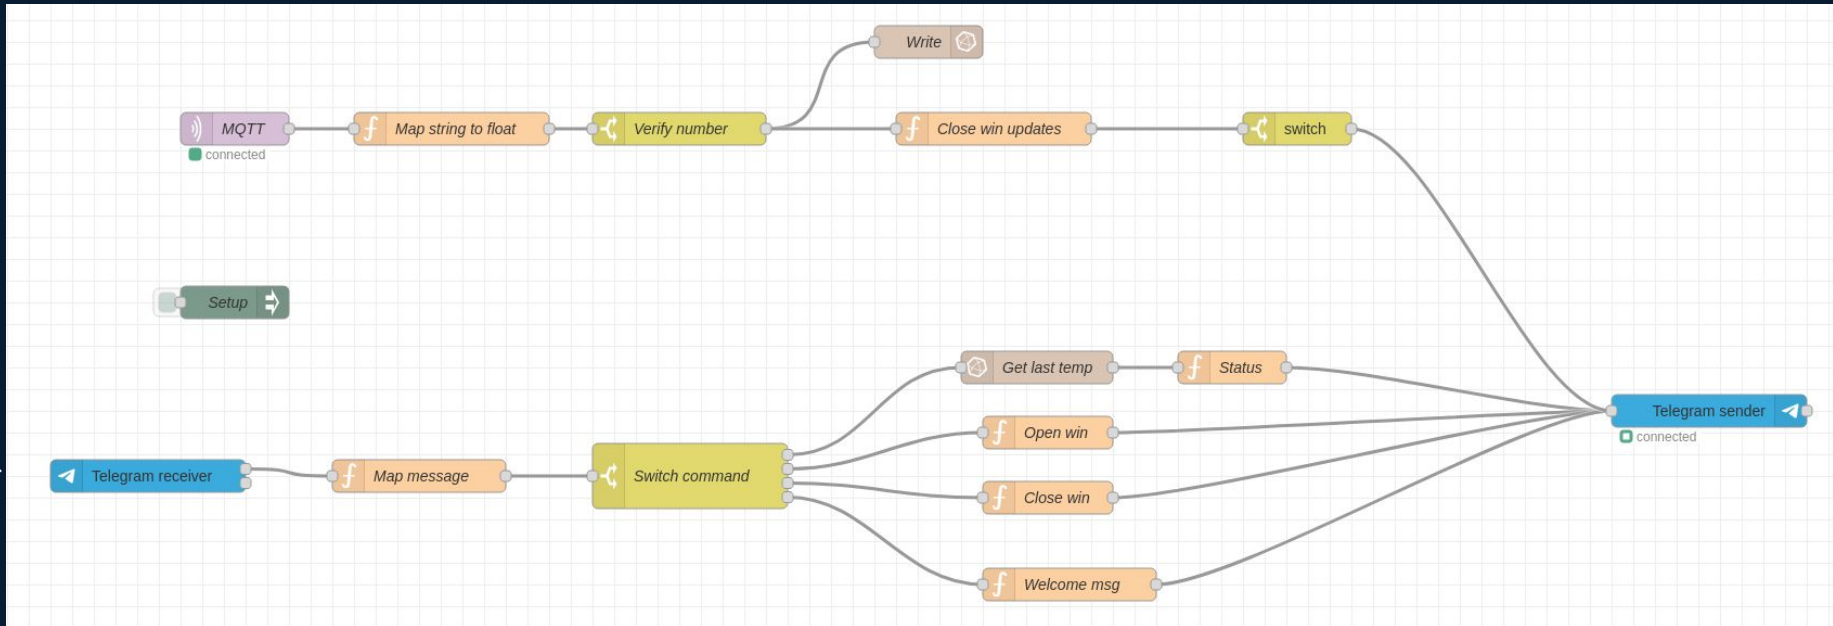 Write
MQTT
Map string to float
Verify number
Close win updates
switch
connected
Setup
Get last temp
Status
Telegram sender
connected
Open win
Telegram receiver
Map message
Switch command
Close win
Welcome msg